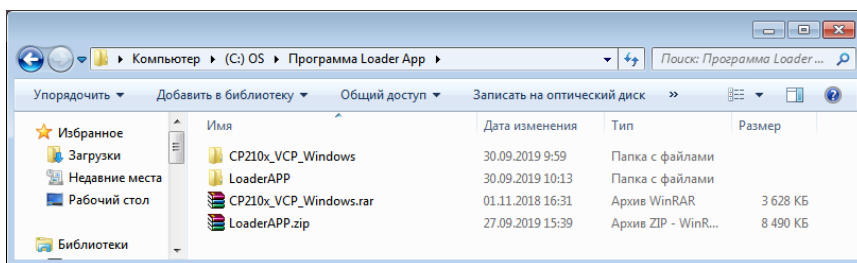 Компьютер ▸ (C:) OS ▸ Программа Loader App ▸ Поиск: Программа Loader ...
Упорядочить Добавить в библиотеку Общий доступ Записать на оптический диск »
Избранное
Загрузки
Недавние места
Рабочий стол
Библиотеки
Имя Дата изменения Тип Размер
CP210x_VCP_Windows 30.09.2019 9:59 Папка с файлами
LoaderAPP 30.09.2019 10:13 Папка с файлами
CP210x_VCP_Windows.rar 01.11.2018 16:31 Архив WinRAR 3 628 КБ
LoaderAPP.zip 27.09.2019 15:39 Архив ZIP - WinR... 8 490 КБ